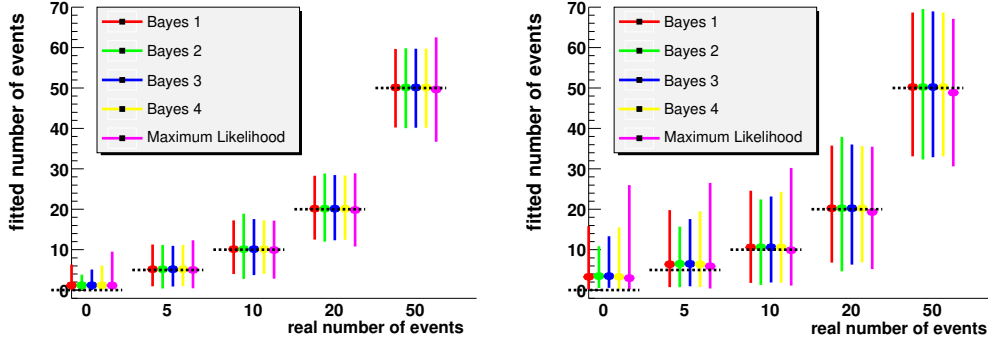 fitted number of events
70
60
50
40
30
20
10
0
Bayes 1
Bayes 2
Bayes 3
Bayes 4
Maximum Likelihood
0 5 10 20 50
real number of events
fitted number of events
70
60
50
40
30
20
10
0
Bayes 1
Bayes 2
Bayes 3
Bayes 4
Maximum Likelihood
0 5 10 20 50
real number of events